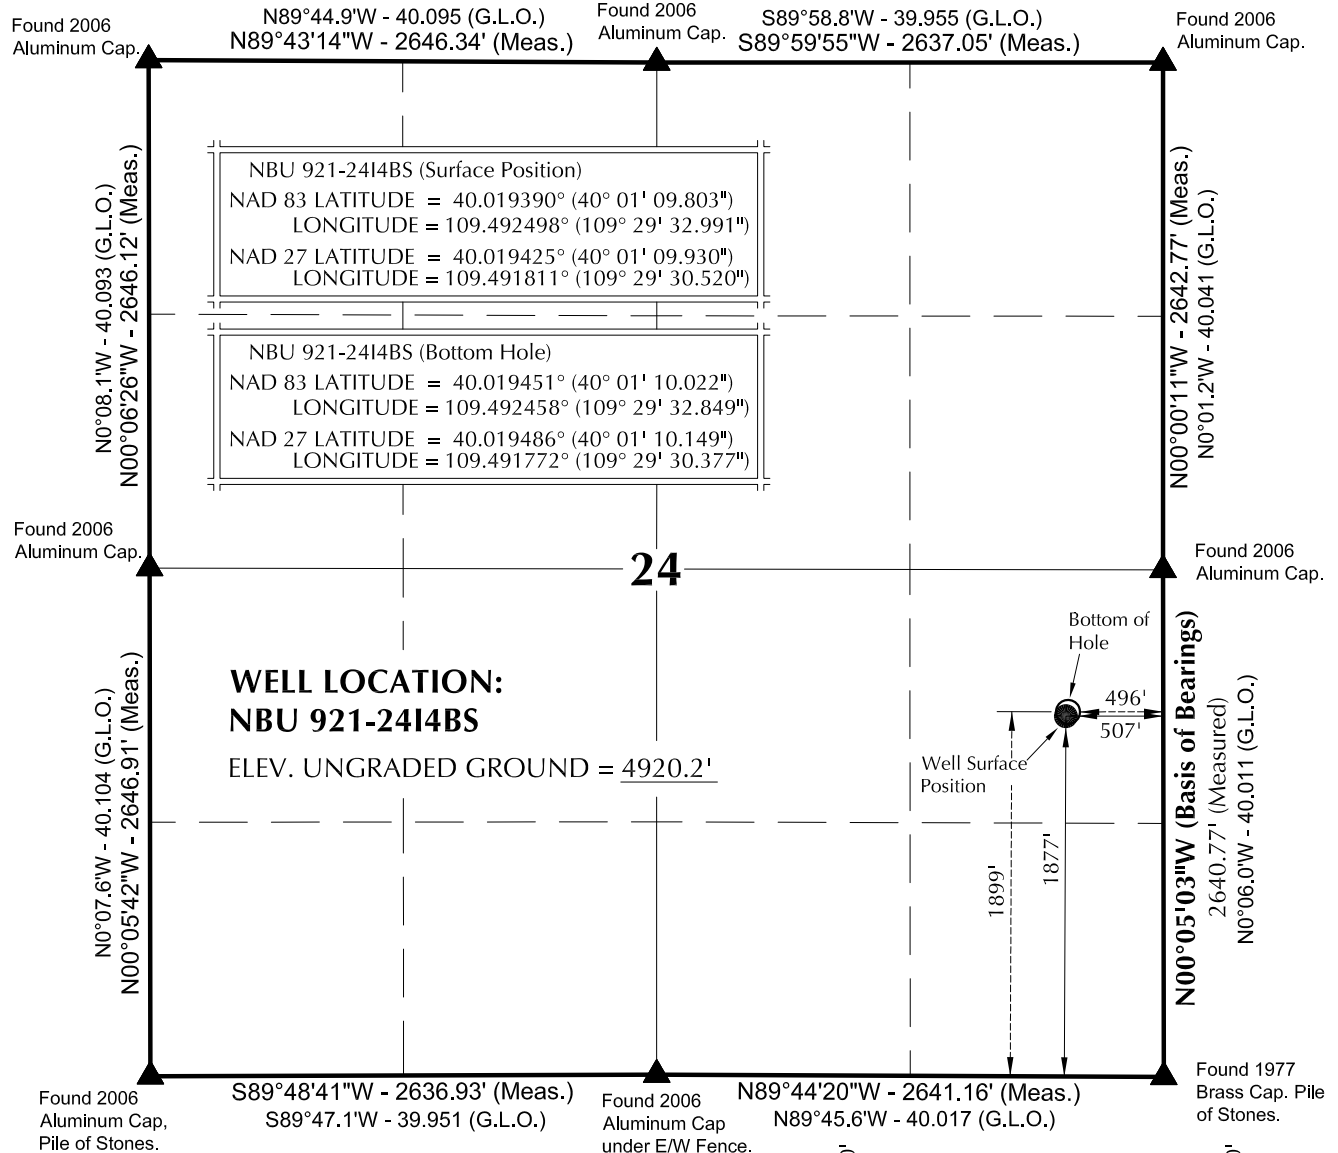 Found 2006
Aluminum Cap.
N89°44.9'W - 40.095 (G.L.O.)
N89°43'14"W - 2646.34' (Meas.)
Found 2006
Aluminum Cap.
S89°58.8'W - 39.955 (G.L.O.)
S89°59'55"W - 2637.05' (Meas.)
Found 2006
Aluminum Cap.
N0°08.1'W - 40.093 (G.L.O.)
N00°06'26"W - 2646.12' (Meas.)
NBU 921-24I4BS (Surface Position)
NAD 83 LATITUDE = 40.019390° (40° 01' 09.803")
LONGITUDE = 109.492498° (109° 29' 32.991")
NAD 27 LATITUDE = 40.019425° (40° 01' 09.930")
LONGITUDE = 109.491811° (109° 29' 30.520")
NBU 921-24I4BS (Bottom Hole)
NAD 83 LATITUDE = 40.019451° (40° 01' 10.022")
LONGITUDE = 109.492458° (109° 29' 32.849")
NAD 27 LATITUDE = 40.019486° (40° 01' 10.149")
LONGITUDE = 109.491772° (109° 29' 30.377")
N00°00'11"W - 2642.77' (Meas.)
N0°01.2'W - 40.041 (G.L.O.)
Found 2006
Aluminum Cap.
24
Found 2006
Aluminum Cap.
N0°07.6'W - 40.104 (G.L.O.)
N00°05'42"W - 2646.91' (Meas.)
WELL LOCATION:
NBU 921-24I4BS
ELEV. UNGRADED GROUND = 4920.2'
Bottom of
Hole
496'
507'
Well Surface
Position
1899'
1877'
N00°05'03"W (Basis of Bearings)
2640.77' (Measured)
N0°06.0'W - 40.011 (G.L.O.)
Found 2006
Aluminum Cap,
Pile of Stones.
S89°48'41"W - 2636.93' (Meas.)
S89°47.1'W - 39.951 (G.L.O.)
Found 2006
Aluminum Cap
under E/W Fence.
N89°44'20"W - 2641.16' (Meas.)
N89°45.6'W - 40.017 (G.L.O.)
Found 1977
Brass Cap. Pile
of Stones.